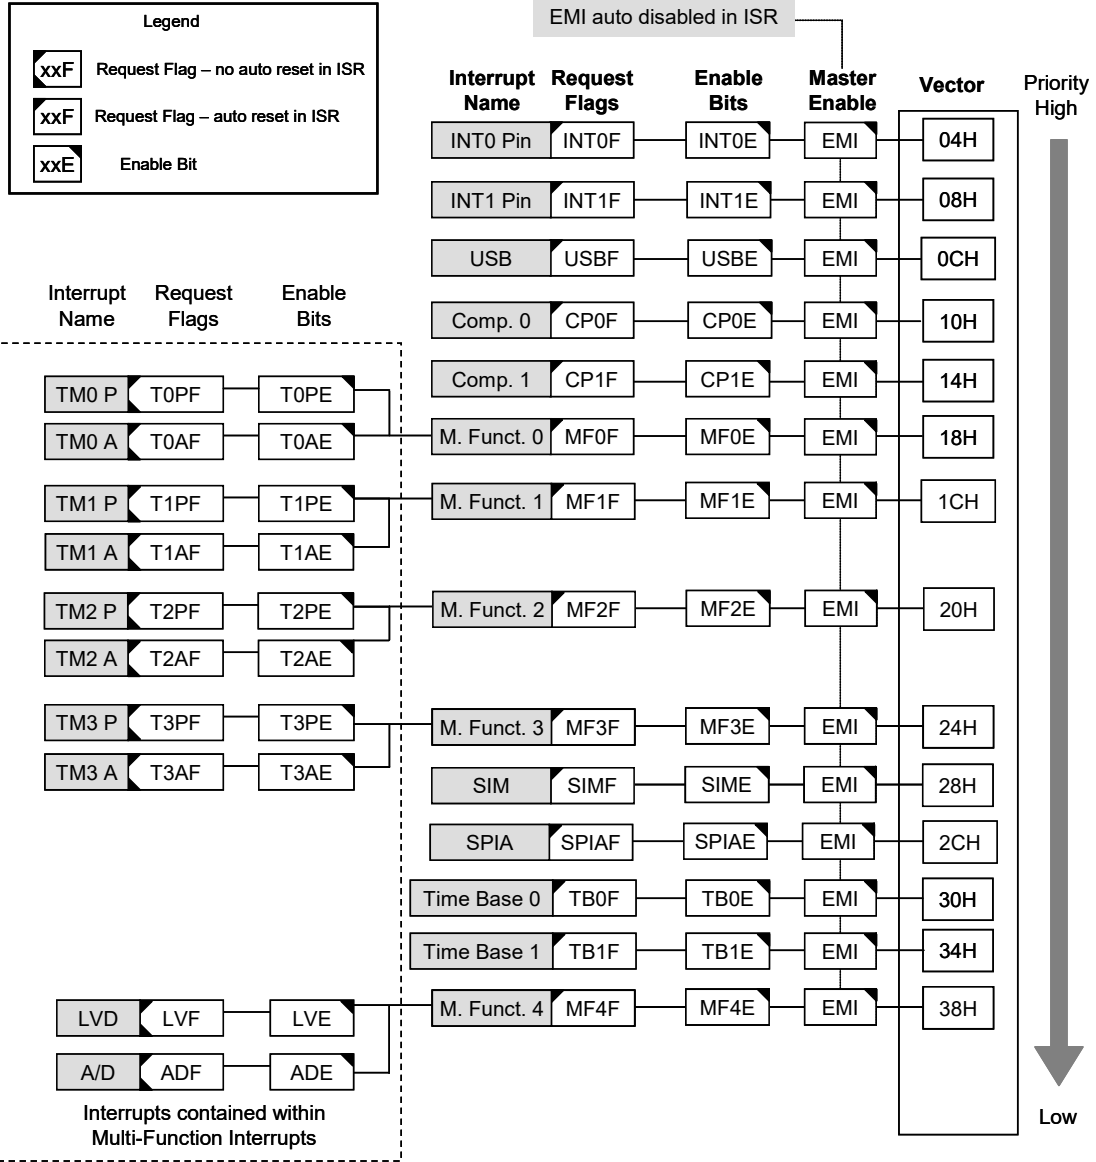 Legend
xxF Request Flag – no auto reset in ISR
xxF Request Flag – auto reset in ISR
xxE Enable Bit
EMI auto disabled in ISR
Interrupt Name Request Flags Enable Bits Master Enable Vector Priority High
INT0 Pin INT0F INT0E EMI 04H
INT1 Pin INT1F INT1E EMI 08H
USB USBF USBE EMI 0CH
Comp. 0 CP0F CP0E EMI 10H
Comp. 1 CP1F CP1E EMI 14H
M. Funct. 0 MF0F MF0E EMI 18H
M. Funct. 1 MF1F MF1E EMI 1CH
M. Funct. 2 MF2F MF2E EMI 20H
M. Funct. 3 MF3F MF3E EMI 24H
SIM SIMF SIME EMI 28H
SPIA SPIAF SPIAE EMI 2CH
Time Base 0 TB0F TB0E EMI 30H
Time Base 1 TB1F TB1E EMI 34H
M. Funct. 4 MF4F MF4E EMI 38H
Low
Interrupt Name Request Flags Enable Bits
TM0 P T0PF T0PE
TM0 A T0AF T0AE
TM1 P T1PF T1PE
TM1 A T1AF T1AE
TM2 P T2PF T2PE
TM2 A T2AF T2AE
TM3 P T3PF T3PE
TM3 A T3AF T3AE
LVD LVF LVE
A/D ADF ADE
Interrupts contained within
Multi-Function Interrupts